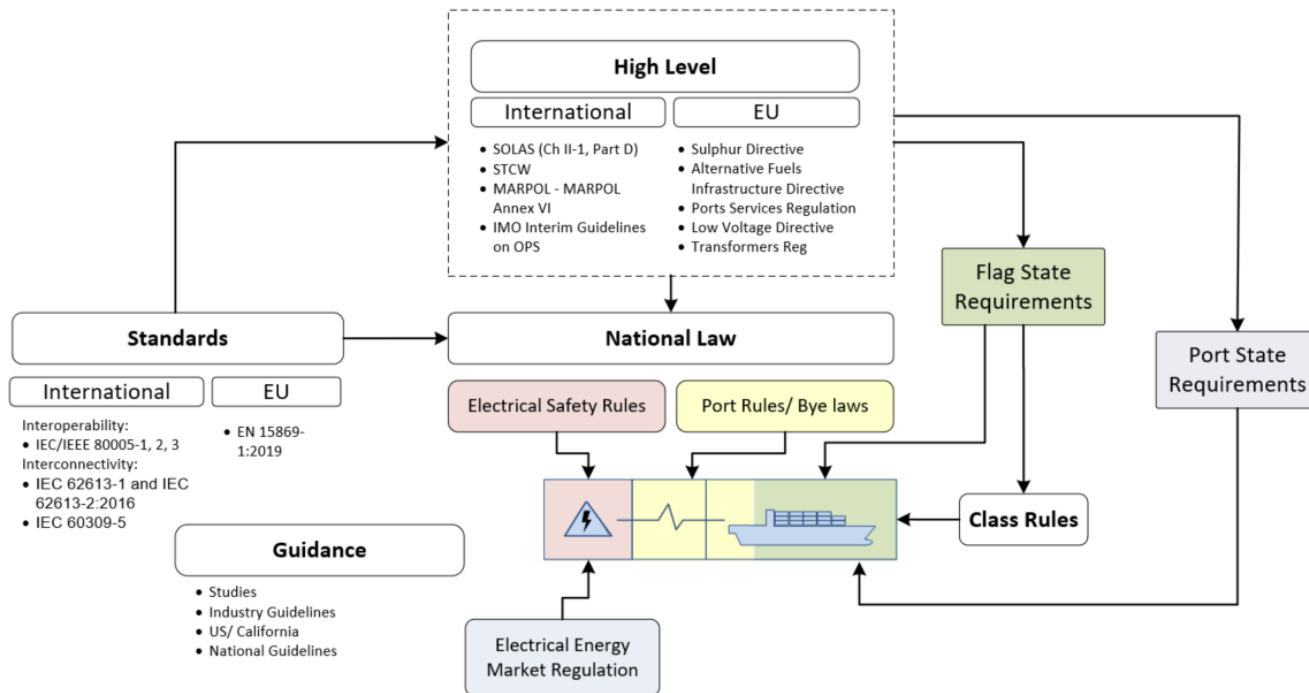 High Level
International
EU
• SOLAS (Ch II-1, Part D)
• STCW
• MARPOL - MARPOL
Annex VI
• IMO Interim Guidelines
on OPS
• Sulphur Directive
• Alternative Fuels
Infrastructure Directive
• Ports Services Regulation
• Low Voltage Directive
• Transformers Reg
Flag State
Requirements
Port State
Requirements
Standards
International
EU
Interoperability:
• IEC/IEEE 80005-1, 2, 3
Interconnectivity:
• IEC 62613-1 and IEC
62613-2:2016
• IEC 60309-5
• EN 15869-
1:2019
National Law
Electrical Safety Rules
Port Rules/ Bye laws
Class Rules
Guidance
• Studies
• Industry Guidelines
• US/ California
• National Guidelines
Electrical Energy
Market Regulation